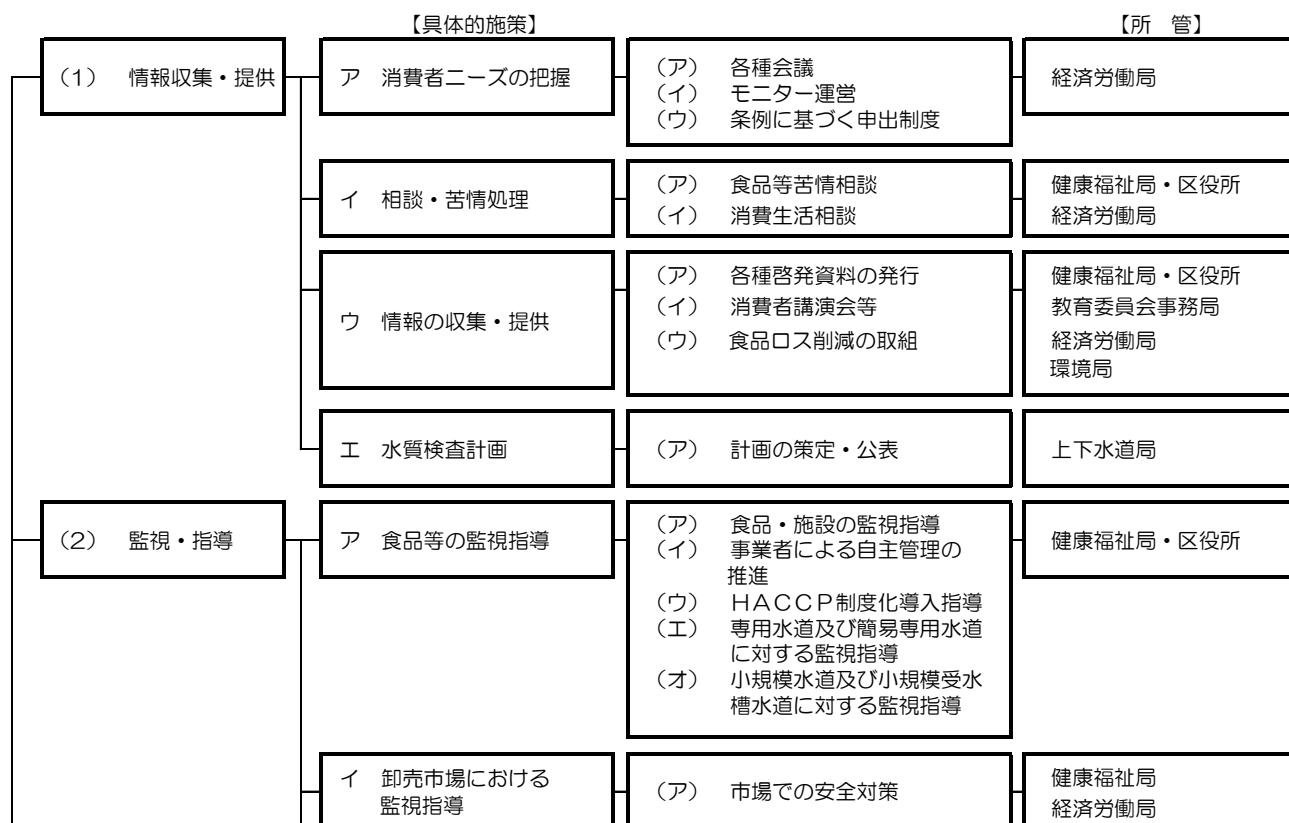 【具体的施策】 【所　管】
（１）　情報収集・提供
ア　消費者ニーズの把握
（ア）　各種会議
（イ）　モニター運営
（ウ）　条例に基づく申出制度
経済労働局
イ　相談・苦情処理
（ア）　食品等苦情相談
（イ）　消費生活相談
健康福祉局・区役所
経済労働局
ウ　情報の収集・提供
（ア）　各種啓発資料の発行
（イ）　消費者講演会等
（ウ）　食品ロス削減の取組
健康福祉局・区役所
教育委員会事務局
経済労働局
環境局
エ　水質検査計画
（ア）　計画の策定・公表
上下水道局
（２）　監視・指導
ア　食品等の監視指導
（ア）　食品・施設の監視指導
（イ）　事業者による自主管理の
推進
（ウ）　ＨＡＣＣＰ制度化導入指導
（エ）　専用水道及び簡易専用水道
に対する監視指導
（オ）　小規模水道及び小規模受水
槽水道に対する監視指導
健康福祉局・区役所
イ　卸売市場における
監視指導
（ア）　市場での安全対策
健康福祉局
経済労働局